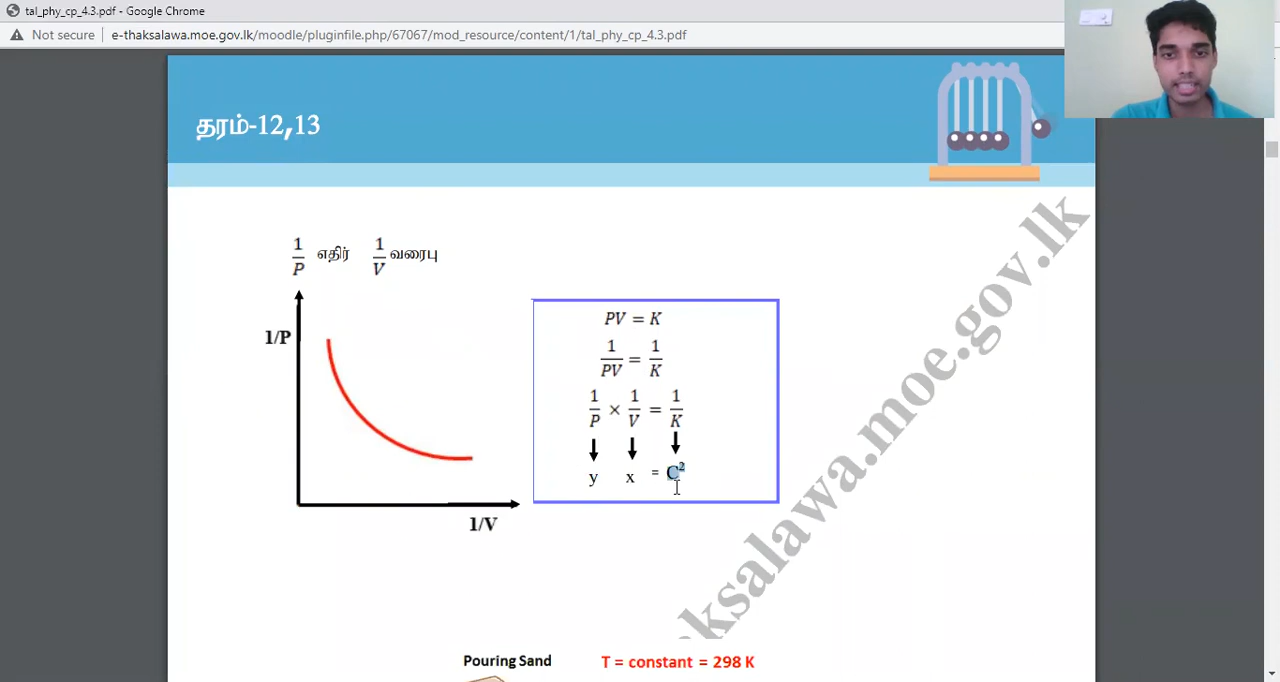 tal_phy_cp_4.3.pdf - Google Chrome
Not secure | e-thaksalawa.moe.gov.lk/moodle/pluginfile.php/67067/mod_resource/content/1/tal_phy_cp_4.3.pdf
தரம்-12,13
1/P எதிர் 1/V வரைபு
1/P
1/V
PV = K
1/PV = 1/K
1/P × 1/V = 1/K
y x = C²
aksalawa.moe.gov.lk
Pouring Sand
T = constant = 298 K